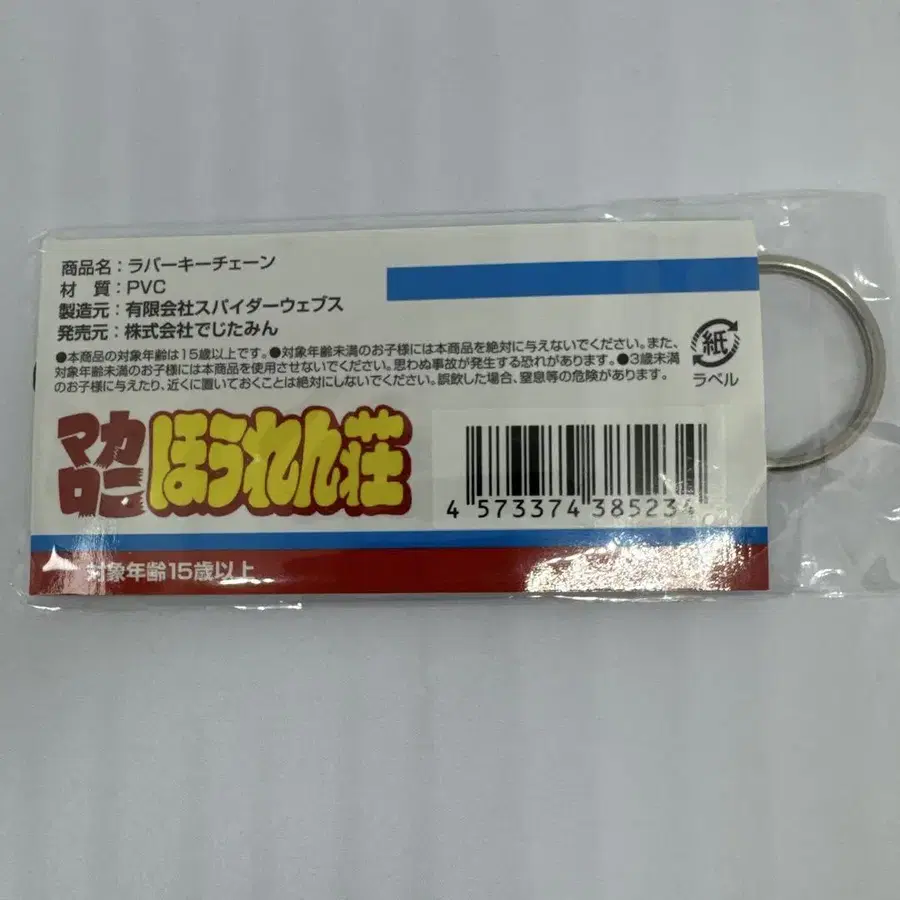 商品名：ラバーキーチェーン
材　質：PVC
製造元：有限会社スパイダーウェブス
発売元：株式会社でじたみん
●本商品の対象年齢は15歳以上です。●対象年齢未満のお子様には本商品を絶対に与えないでください。また、
対象年齢未満のお子様には本商品を使用させないでください。思わぬ事故が発生する恐れがあります。●3歳未満
のお子様に与えたり、近くに置いておくことは絶対にしないでください。誤飲した場合、窒息等の危険があります。
紙
ラベル
マカロニほうれん荘
4 573374 385234
対象年齢15歳以上